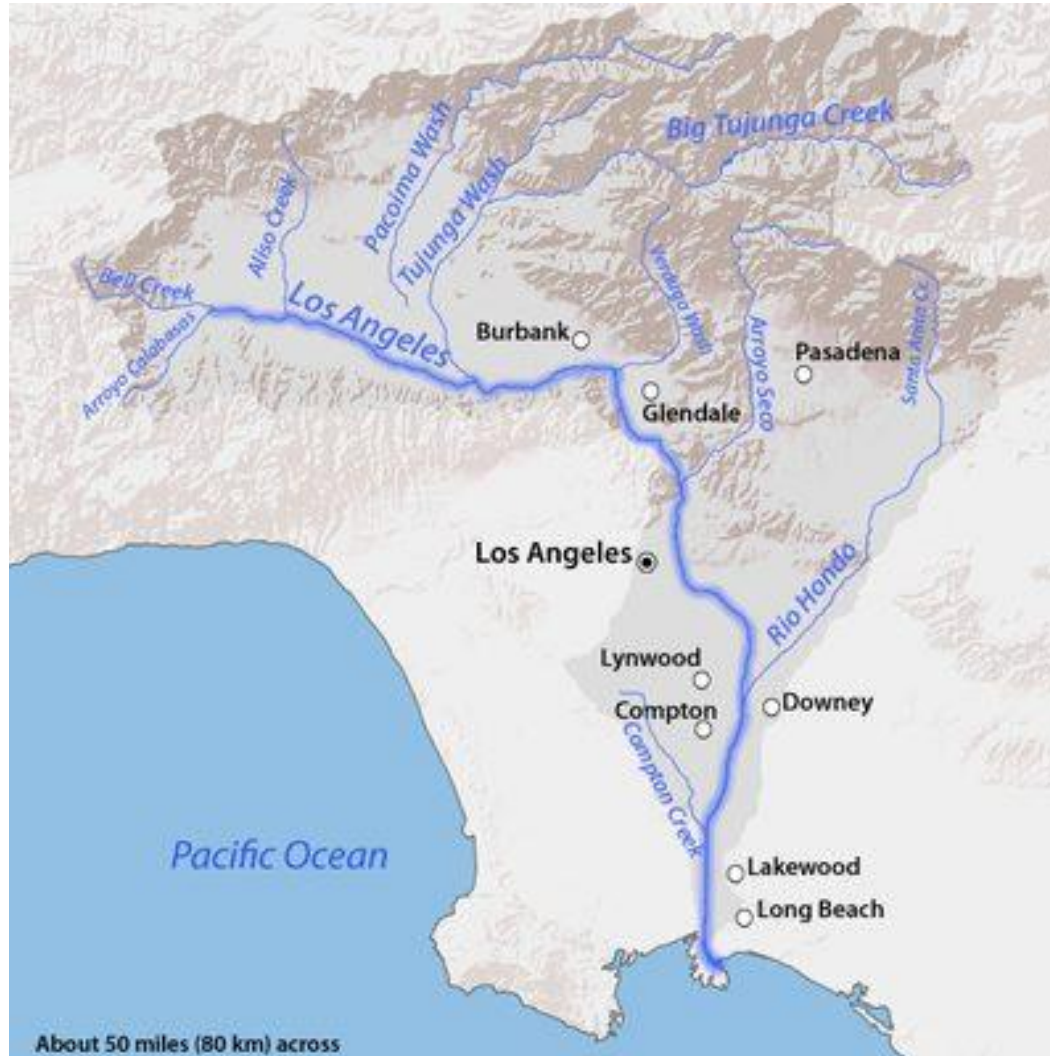 Pacoima Wash
Big Tujunga Creek
Tujunga Wash
Aliso Creek
Bell Creek
Arroyo Calabasas
Los Angeles
Verdugo Wash
Burbank
Glendale
Arroyo Seco
Pasadena
Santa Anita Cr.
Los Angeles
Rio Hondo
Lynwood
Compton
Downey
Compton Creek
Pacific Ocean
Lakewood
Long Beach
About 50 miles (80 km) across